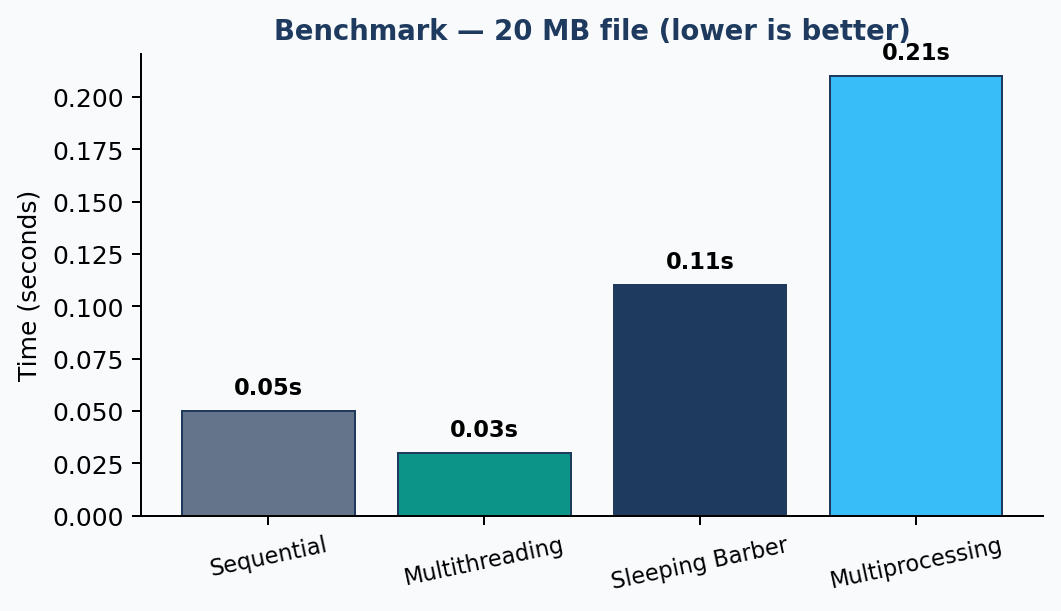 Benchmark — 20 MB file (lower is better)
Time (seconds)
0.200
0.175
0.150
0.125
0.100
0.075
0.050
0.025
0.000
0.05s
0.03s
0.11s
0.21s
Sequential
Multithreading
Sleeping Barber
Multiprocessing